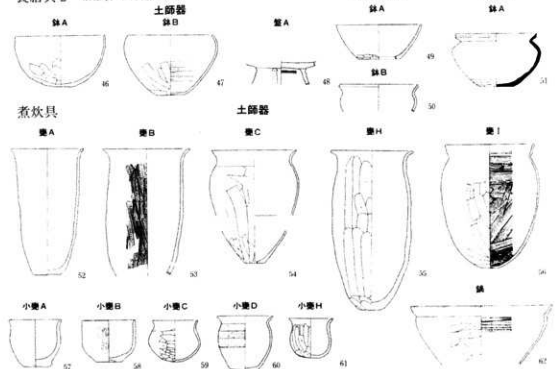 土師器
鉢A 鉢B 盤A 鉢A 鉢A
46 47 48 49 51
鉢B
50
煮炊具 土師器
甕A 甕B 甕C 甕H 甕I
52 53 54 55 56
鍋
小甕A 小甕B 小甕C 小甕D 小甕H
57 58 59 60 61 62